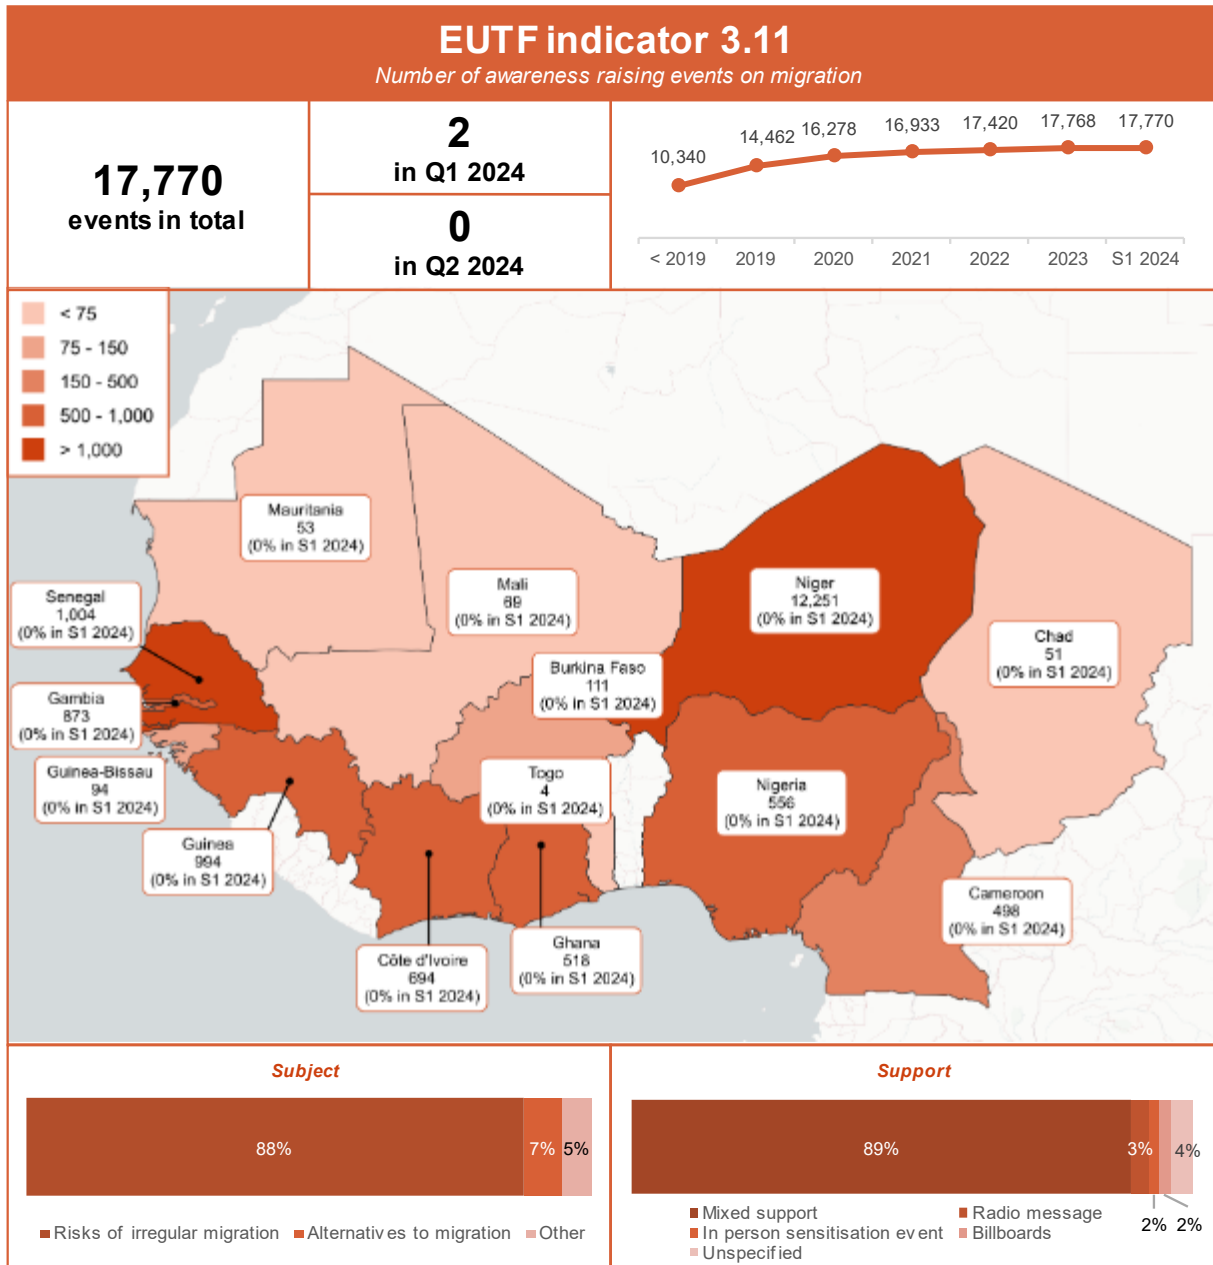 EUTF indicator 3.11
Number of awareness raising events on migration
17,770
events in total
2
in Q1 2024
0
in Q2 2024
10,340
14,462
16,278
16,933
17,420
17,768
17,770
< 2019
2019
2020
2021
2022
2023
S1 2024
< 75
75 - 150
150 - 500
500 - 1,000
> 1,000
Mauritania
53
(0% in S1 2024)
Mali
69
(0% in S1 2024)
Niger
12,251
(0% in S1 2024)
Senegal
1,004
(0% in S1 2024)
Chad
51
(0% in S1 2024)
Burkina Faso
111
(0% in S1 2024)
Gambia
873
(0% in S1 2024)
Guinea-Bissau
94
(0% in S1 2024)
Togo
4
(0% in S1 2024)
Nigeria
556
(0% in S1 2024)
Guinea
994
(0% in S1 2024)
Cameroon
498
(0% in S1 2024)
Côte d'Ivoire
694
(0% in S1 2024)
Ghana
518
(0% in S1 2024)
Subject
88%
7%
5%
Risks of irregular migration
Alternatives to migration
Other
Support
89%
3%
4%
2%
2%
Mixed support
Radio message
In person sensitisation event
Billboards
Unspecified